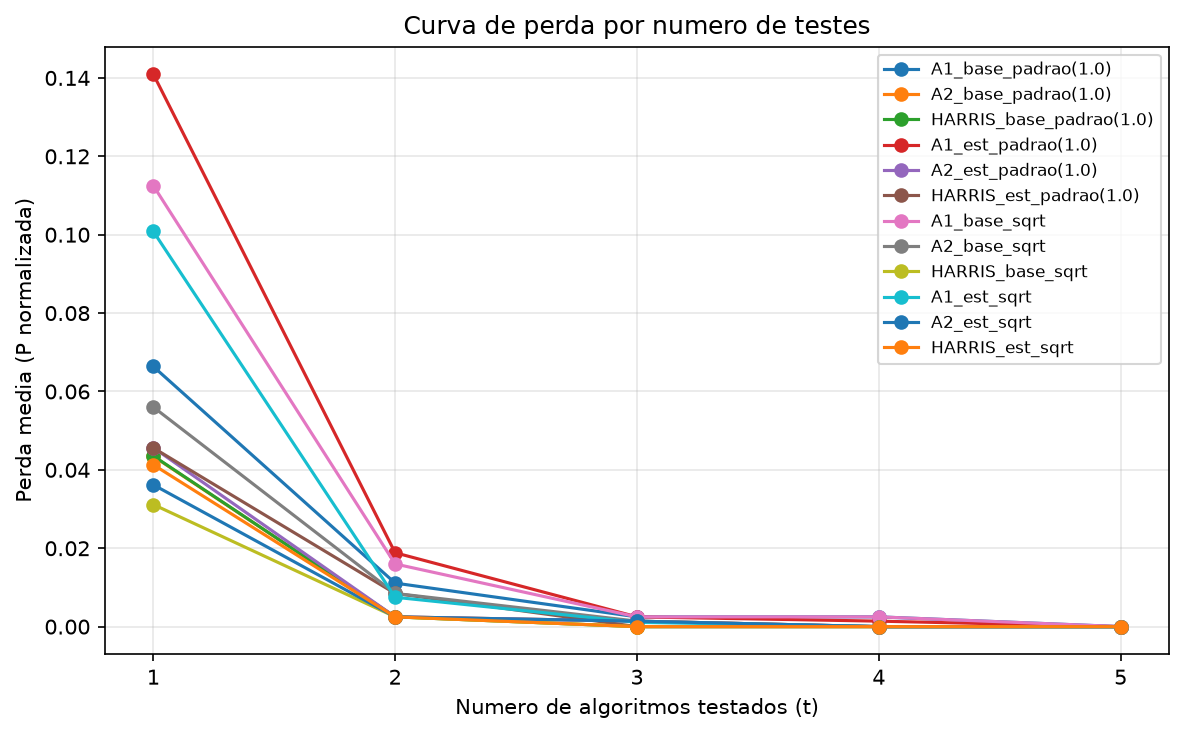 Curva de perda por numero de testes
Perda media (P normalizada)
0.14
0.12
0.10
0.08
0.06
0.04
0.02
0.00
A1_base_padrao(1.0)
A2_base_padrao(1.0)
HARRIS_base_padrao(1.0)
A1_est_padrao(1.0)
A2_est_padrao(1.0)
HARRIS_est_padrao(1.0)
A1_base_sqrt
A2_base_sqrt
HARRIS_base_sqrt
A1_est_sqrt
A2_est_sqrt
HARRIS_est_sqrt
1 2 3 4 5
Numero de algoritmos testados (t)